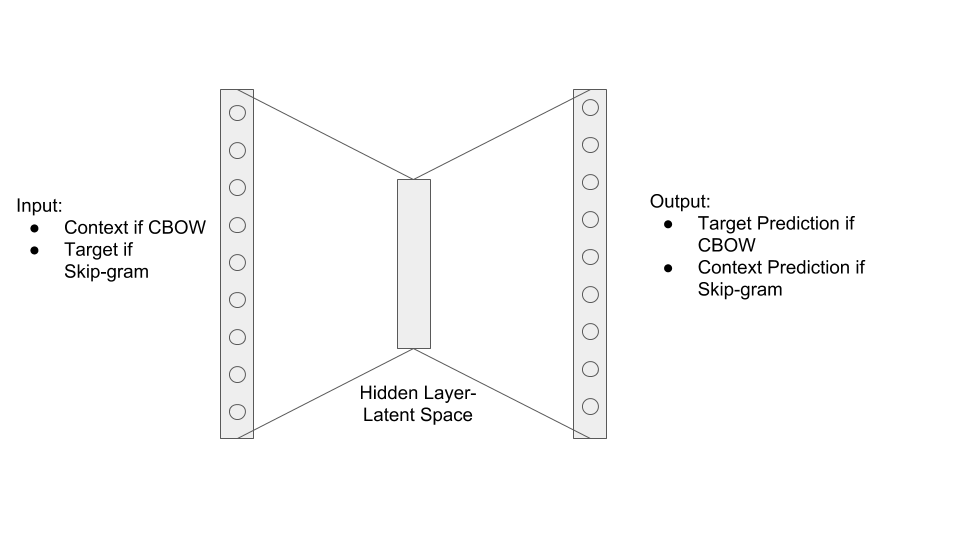 Input:
● Context if CBOW
● Target if
Skip-gram
Hidden Layer-
Latent Space
Output:
● Target Prediction if
CBOW
● Context Prediction if
Skip-gram